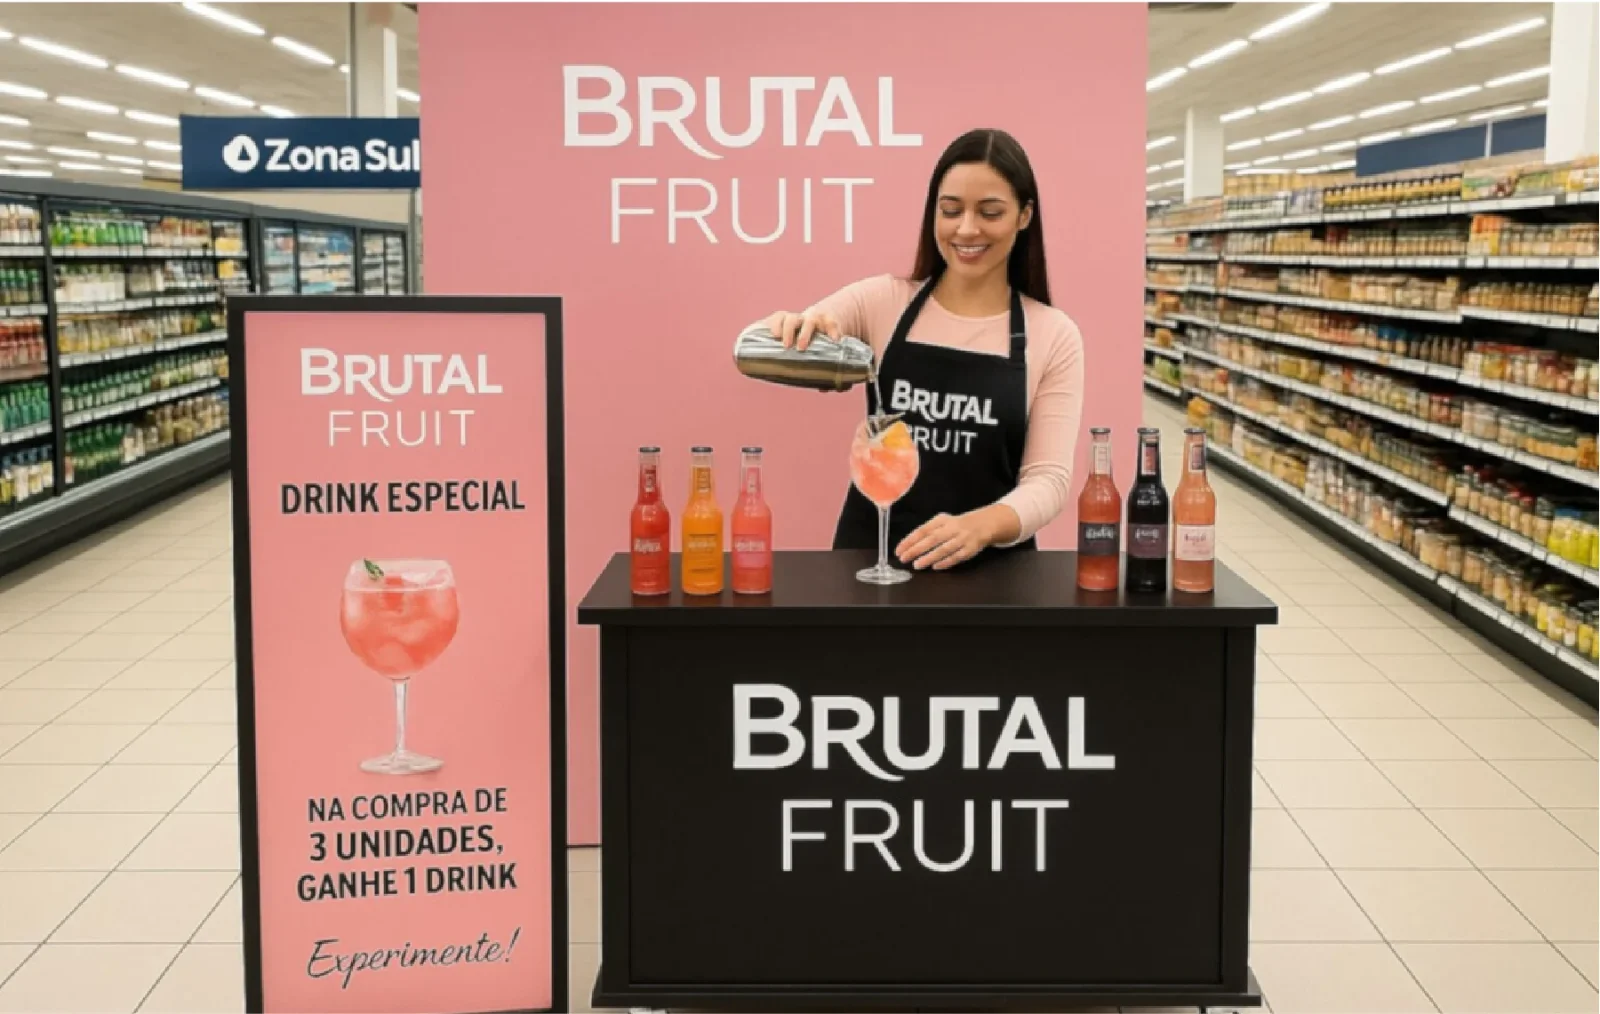 BRUTAL
FRUIT
Zona Sul
BRUTAL
FRUIT
DRINK ESPECIAL
NA COMPRA DE
3 UNIDADES,
GANHE 1 DRINK
Experimente!
BRUTAL
FRUIT
BRUTAL
FRUIT